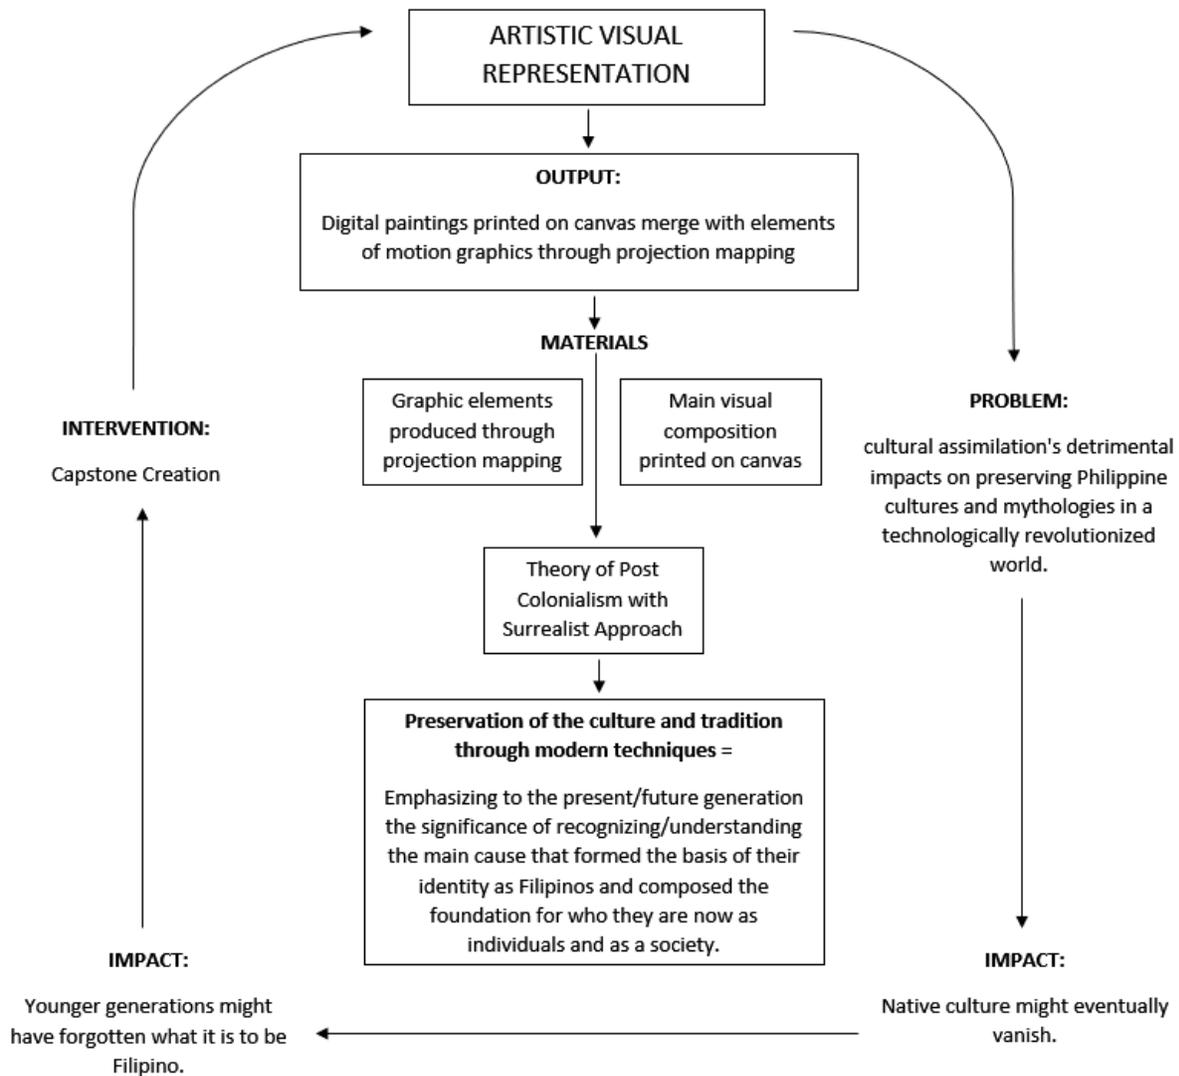 ARTISTIC VISUAL
REPRESENTATION
OUTPUT:
Digital paintings printed on canvas merge with elements
of motion graphics through projection mapping
MATERIALS
Graphic elements
produced through
projection mapping
Main visual
composition
printed on canvas
INTERVENTION:
Capstone Creation
PROBLEM:
cultural assimilation's detrimental
impacts on preserving Philippine
cultures and mythologies in a
technologically revolutionized
world.
Theory of Post
Colonialism with
Surrealist Approach
Preservation of the culture and tradition
through modern techniques =
Emphasizing to the present/future generation
the significance of recognizing/understanding
the main cause that formed the basis of their
identity as Filipinos and composed the
foundation for who they are now as
individuals and as a society.
IMPACT:
Younger generations might
have forgotten what it is to be
Filipino.
IMPACT:
Native culture might eventually
vanish.